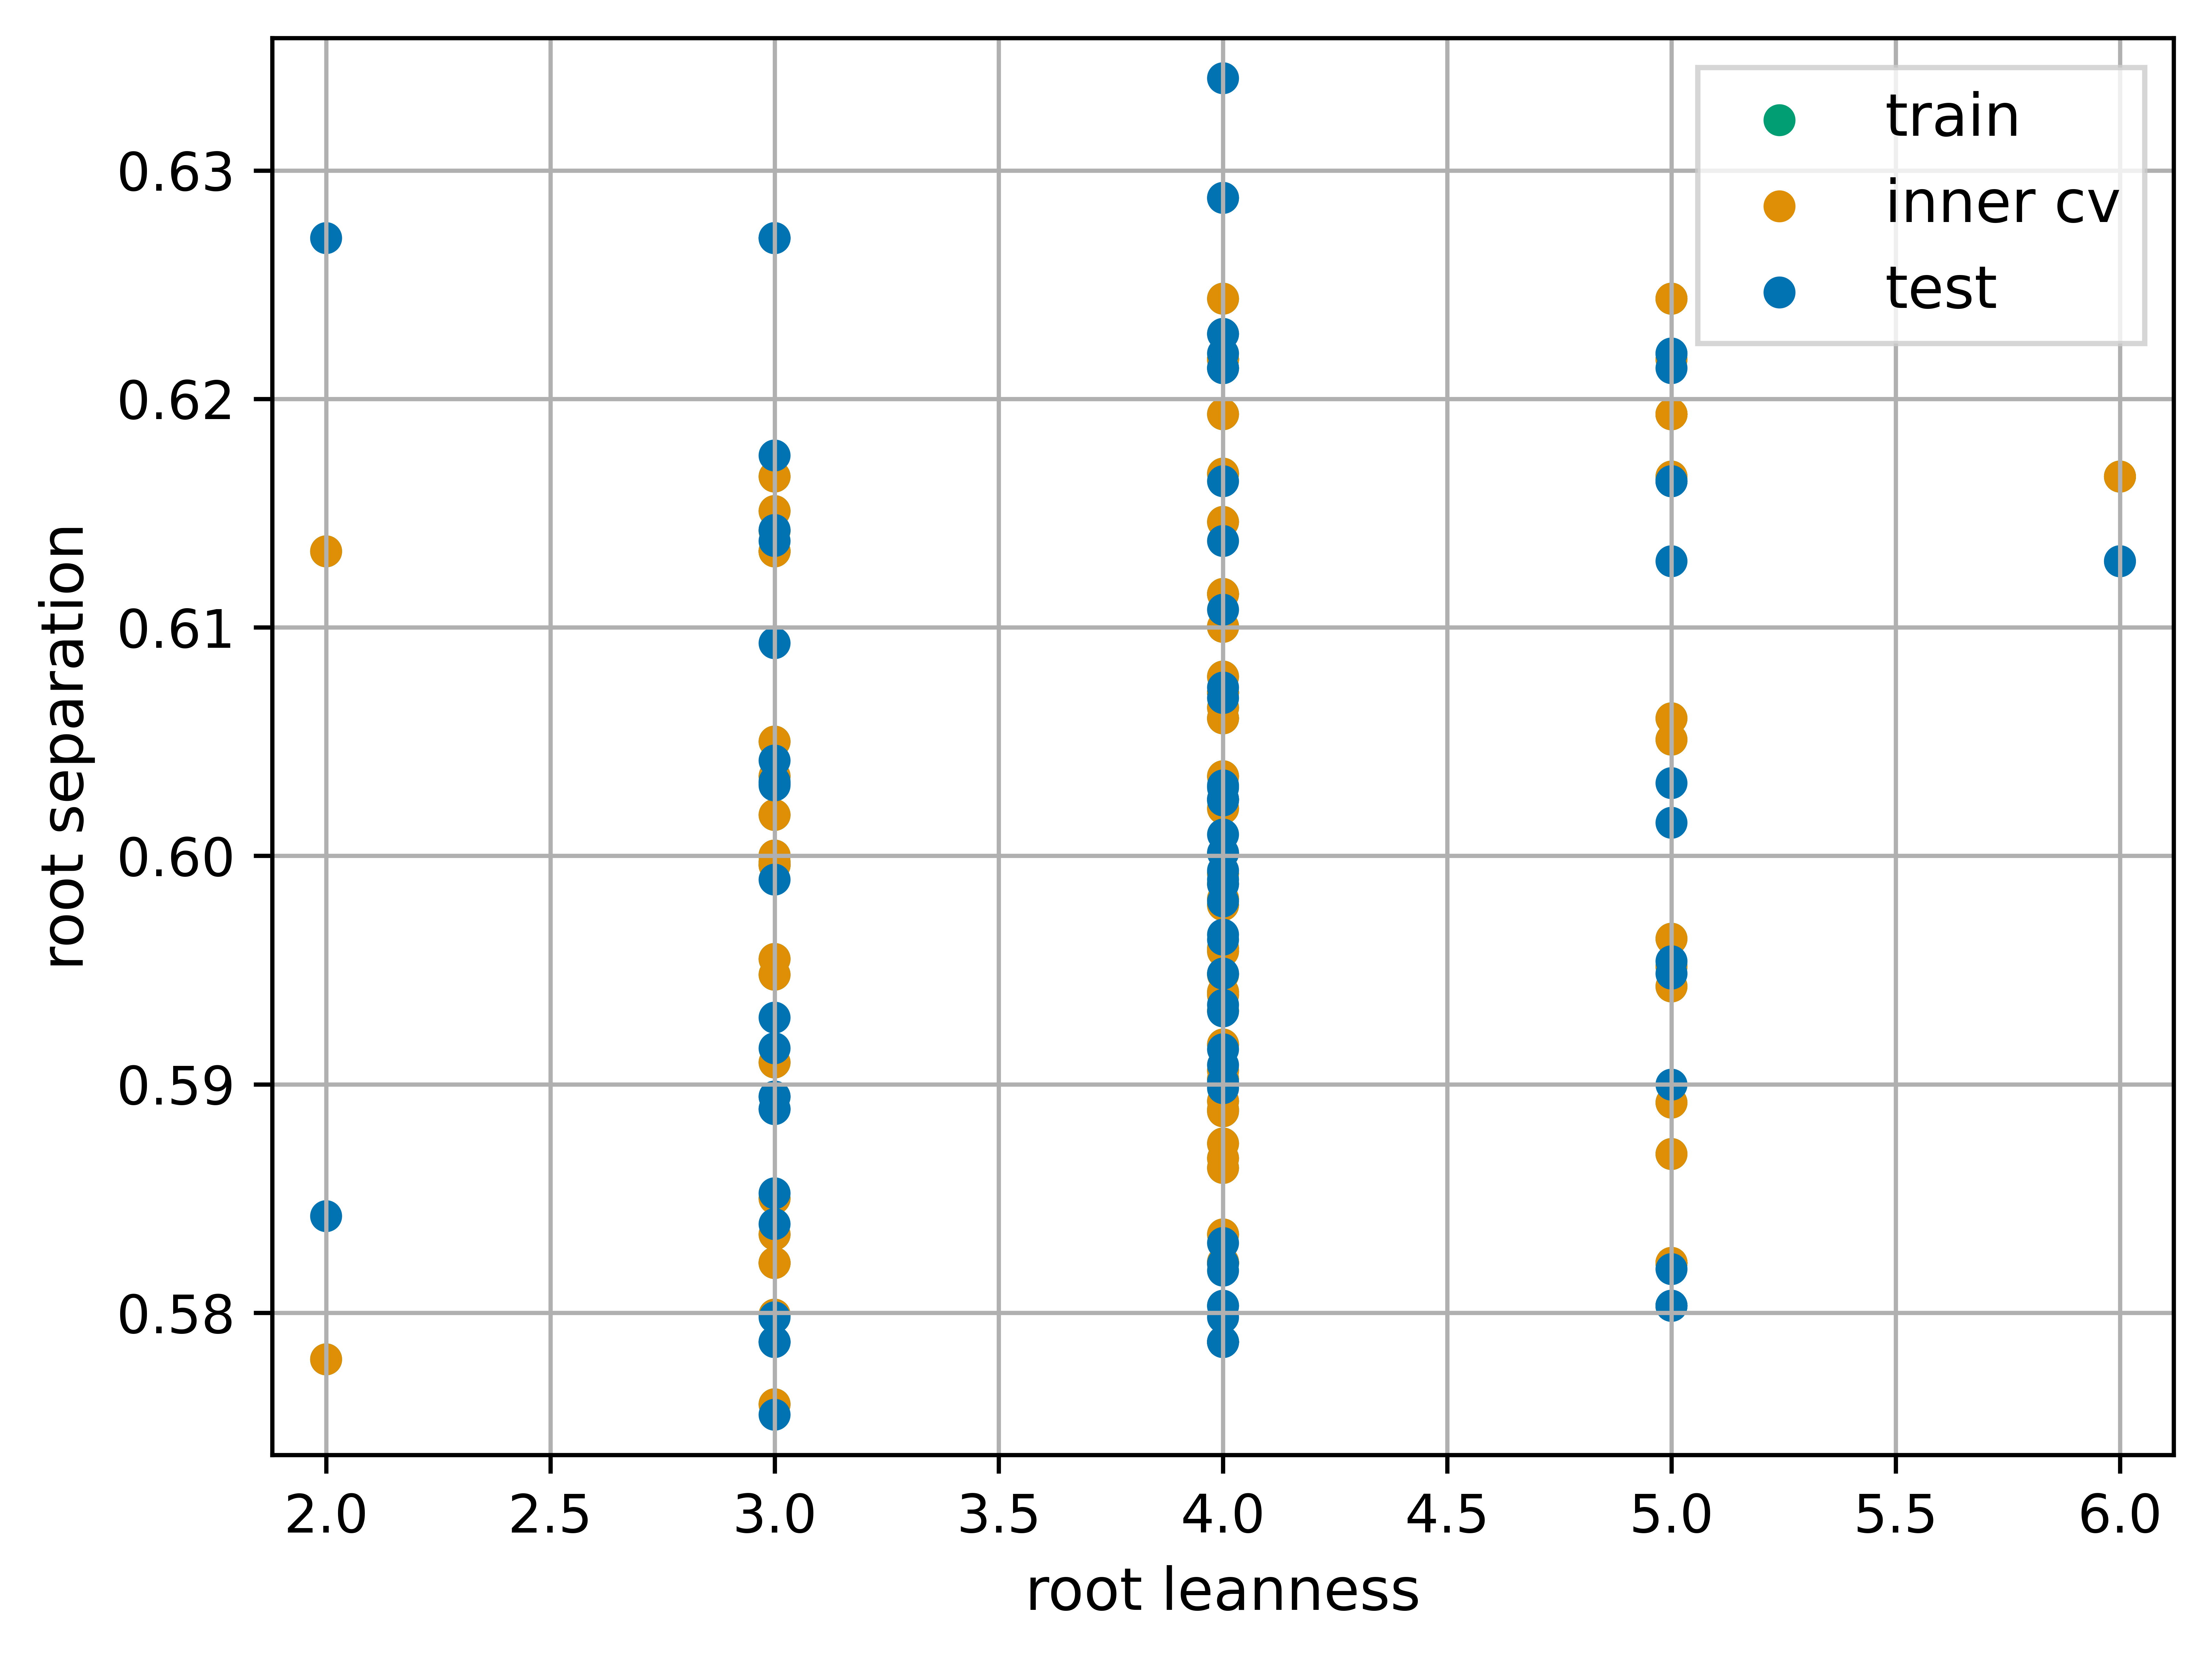 train
inner cv
test
0.63
0.62
0.61
0.60
0.59
0.58
root separation
2.0 2.5 3.0 3.5 4.0 4.5 5.0 5.5 6.0
root leanness